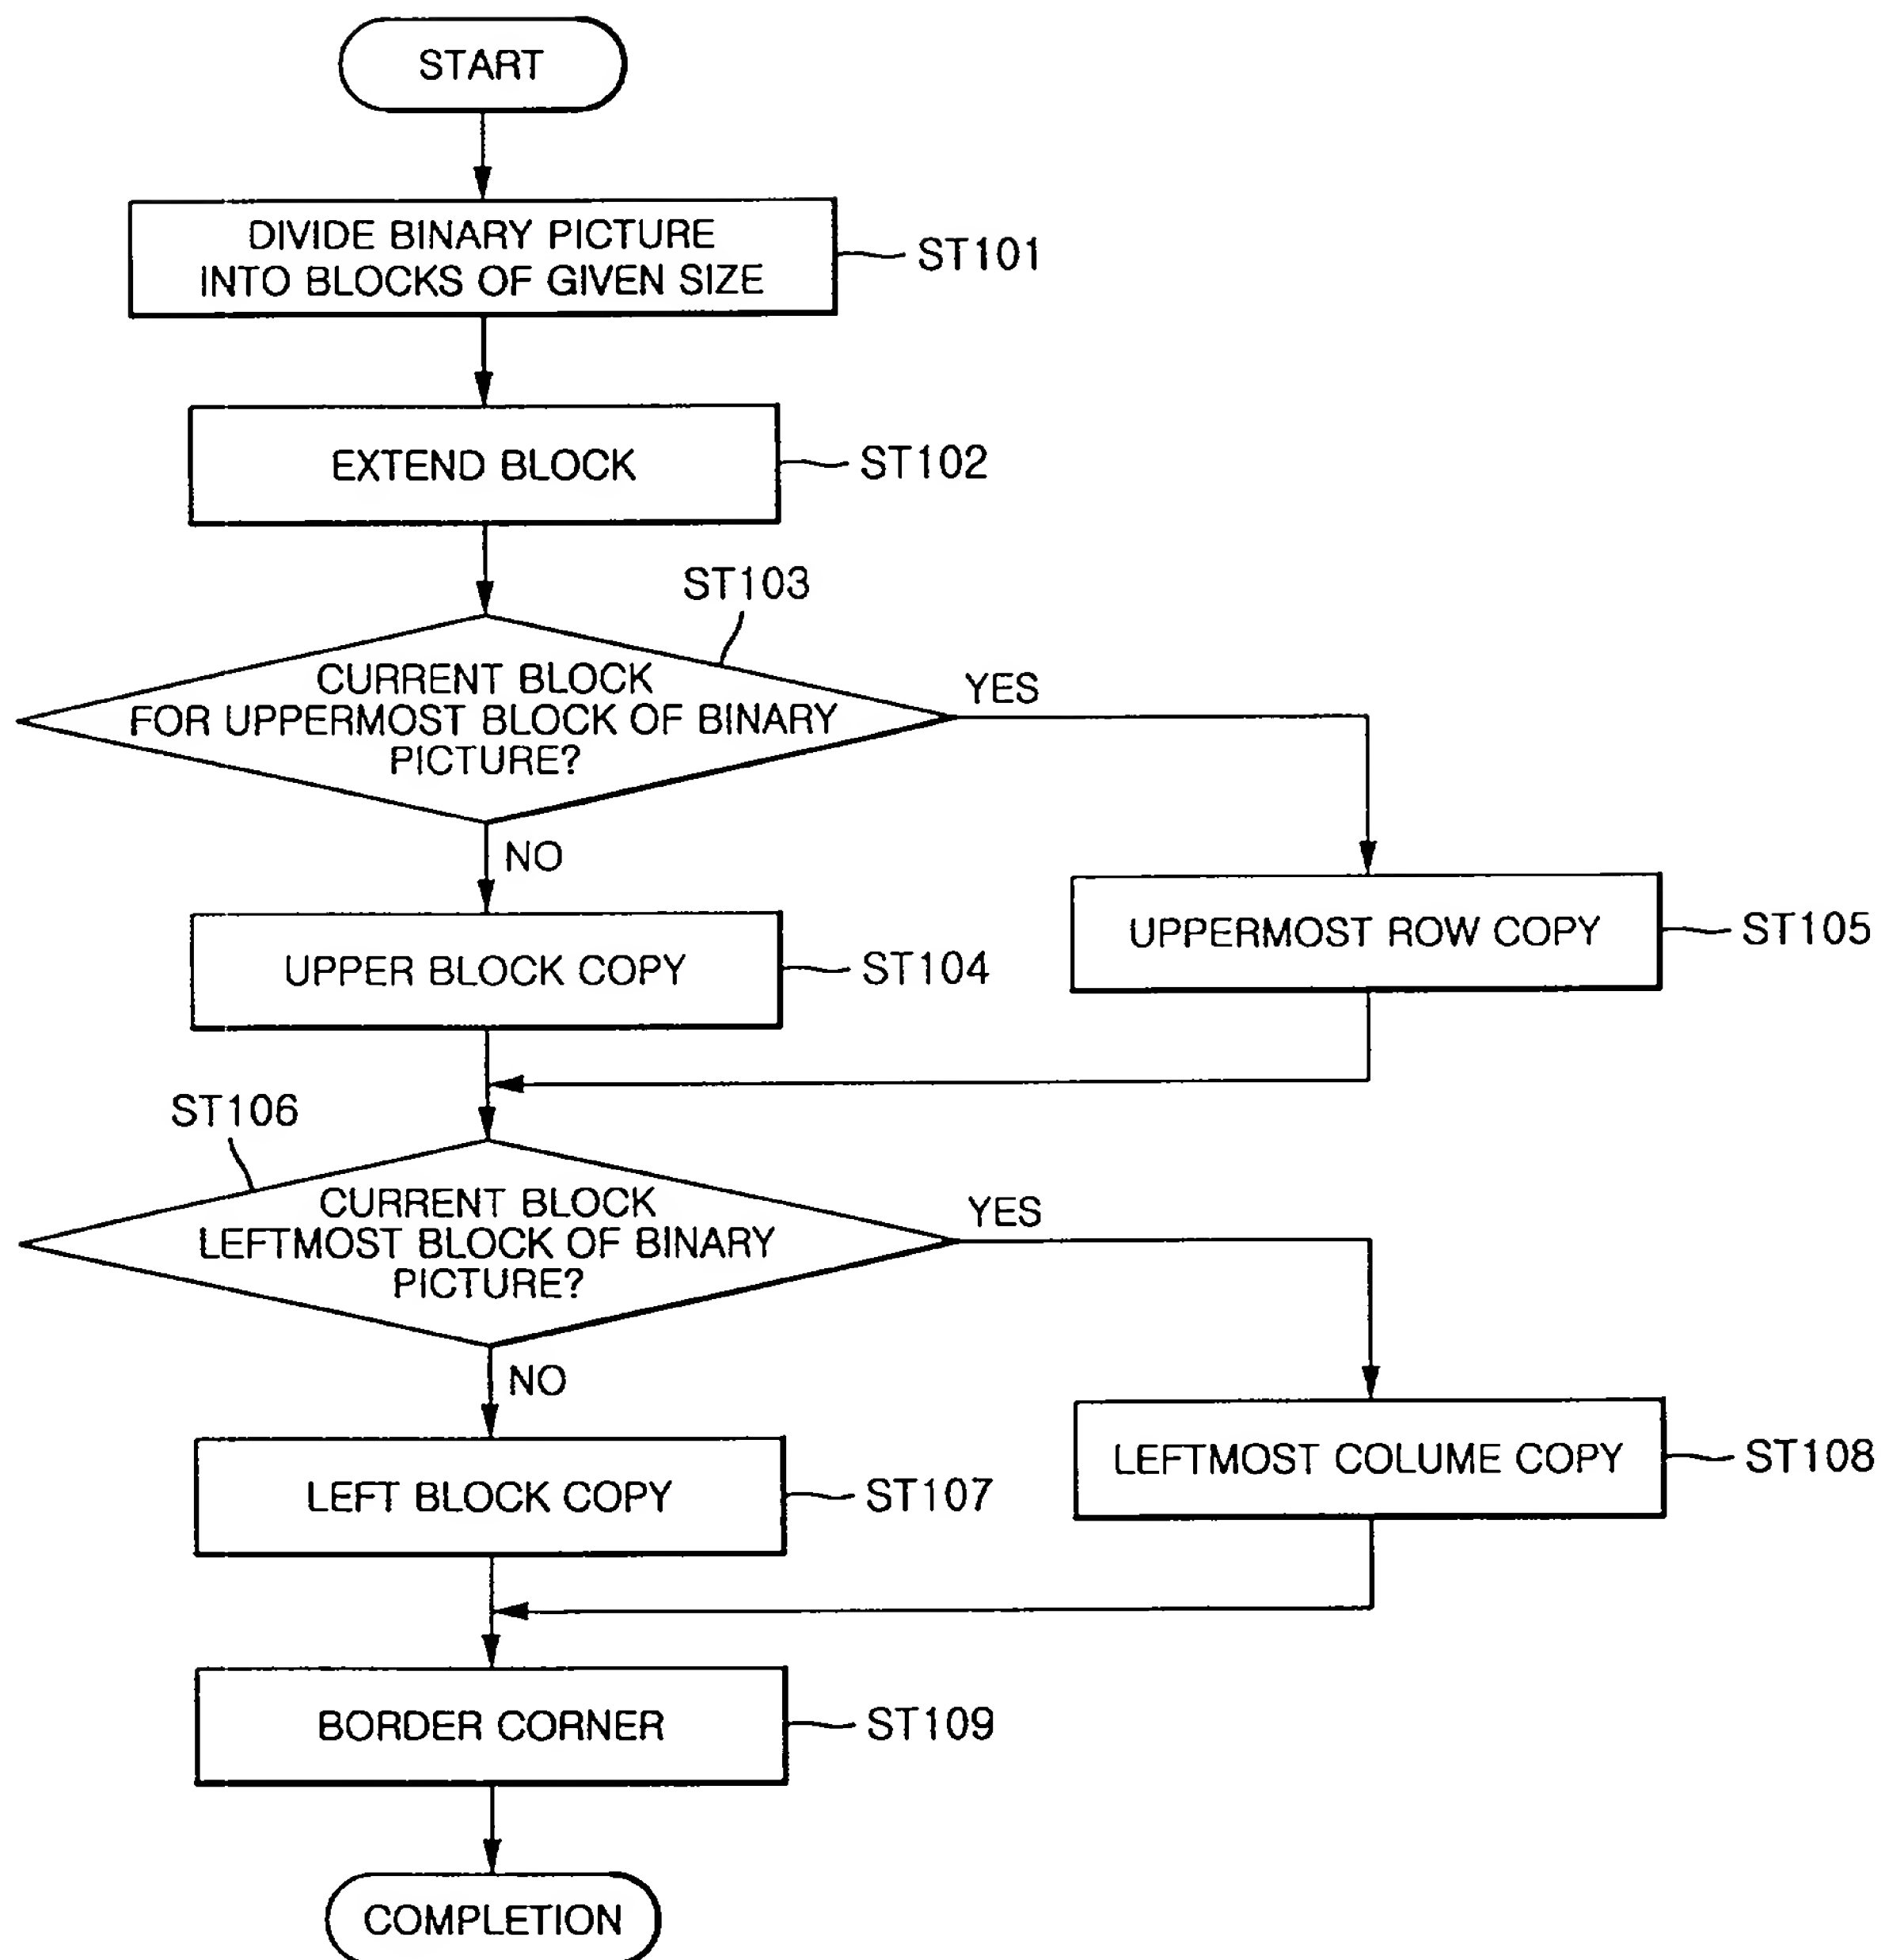 START
DIVIDE BINARY PICTURE
INTO BLOCKS OF GIVEN SIZE
ST101
EXTEND BLOCK
ST102
ST103
CURRENT BLOCK
FOR UPPERMOST BLOCK OF BINARY
PICTURE?
YES
NO
UPPERMOST ROW COPY
ST105
UPPER BLOCK COPY
ST104
ST106
CURRENT BLOCK
LEFTMOST BLOCK OF BINARY
PICTURE?
YES
NO
LEFTMOST COLUME COPY
ST108
LEFT BLOCK COPY
ST107
BORDER CORNER
ST109
COMPLETION